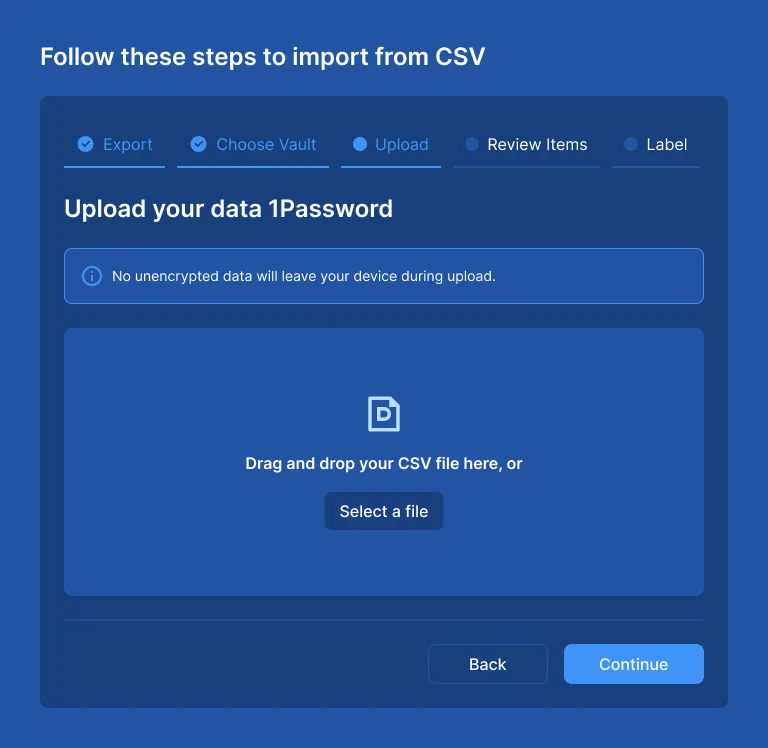 Follow these steps to import from CSV
Export
Choose Vault
Upload
Review Items
Label
Upload your data 1Password
No unencrypted data will leave your device during upload.
D
Drag and drop your CSV file here, or
Select a file
Back
Continue